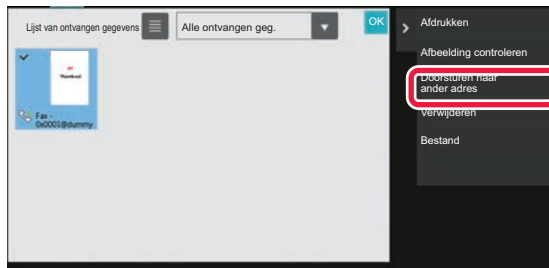 Lijst van ontvangen gegevens
Alle ontvangen geg.
OK
Thumbnail
Fax -
0x0001@dummy
Afdrukken
Afbeelding controleren
Doorsturen naar
ander adres
Verwijderen
Bestand